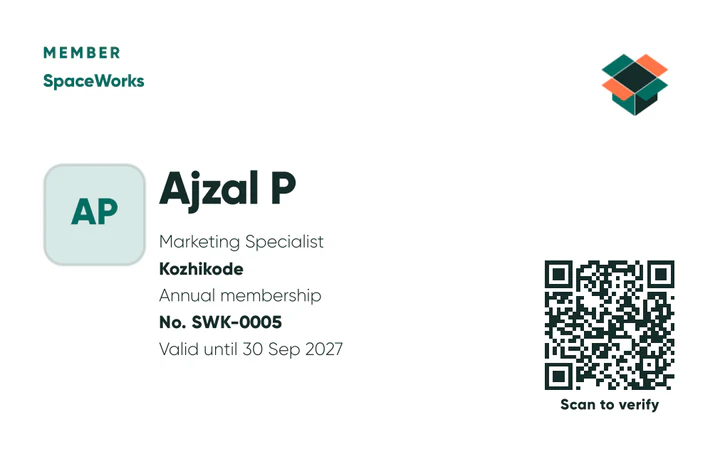 MEMBER
SpaceWorks
AP
Ajzal P
Marketing Specialist
Kozhikode
Annual membership
No. SWK-0005
Valid until 30 Sep 2027
Scan to verify